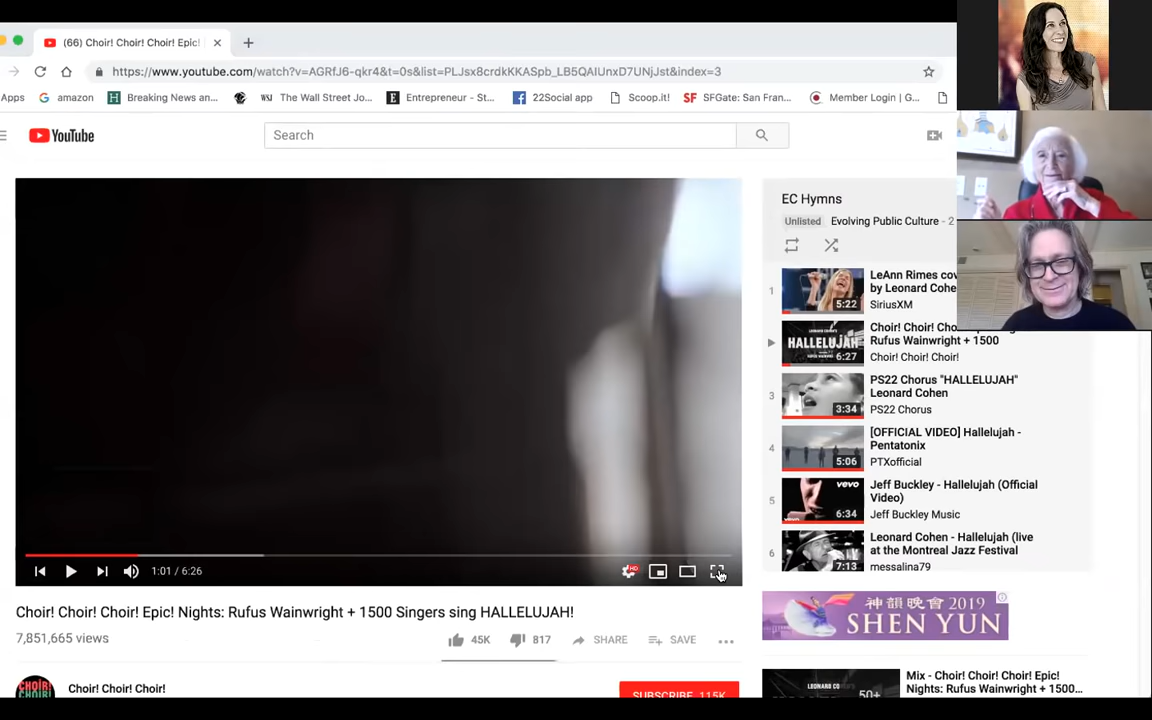 (66) Choir! Choir! Choir! Epic!
https://www.youtube.com/watch?v=AGRfJ6-qkr4&t=0s&list=PLJsx8crdkKKASpb_LB5QAIUnxD7UNjJst&index=3
Apps
amazon
Breaking News an...
WSJ
The Wall Street Jo...
E
Entrepreneur - St...
22Social app
Scoop.it!
SF
SFGate: San Fran...
Member Login | G...
YouTube
Search
EC Hymns
Unlisted Evolving Public Culture - 2
1
5:22
LeAnn Rimes
by Leonard
SiriusXM
HALLELUJAH
6:27
Choir! Choir!
Rufus Wainwright + 1500
Choir! Choir! Choir!
3
3:34
PS22 Chorus "HALLELUJAH"
Leonard Cohen
PS22 Chorus
4
5:06
[OFFICIAL VIDEO] Hallelujah -
Pentatonix
PTXofficial
5
vevo
6:34
Jeff Buckley - Hallelujah (Official
Video)
Jeff Buckley Music
6
7:13
Leonard Cohen - Hallelujah (live
at the Montreal Jazz Festival
messalina79
1:01 / 6:26
HD
Choir! Choir! Choir! Epic! Nights: Rufus Wainwright + 1500 Singers sing HALLELUJAH!
7,851,665 views
45K
817
SHARE
SAVE
神韻晚會 2019
SHEN YUN
CHOIR!
CHOIR!
Choir! Choir! Choir!
SUBSCRIBE 115K
50+
Mix - Choir! Choir! Choir! Epic!
Nights: Rufus Wainwright + 1500...